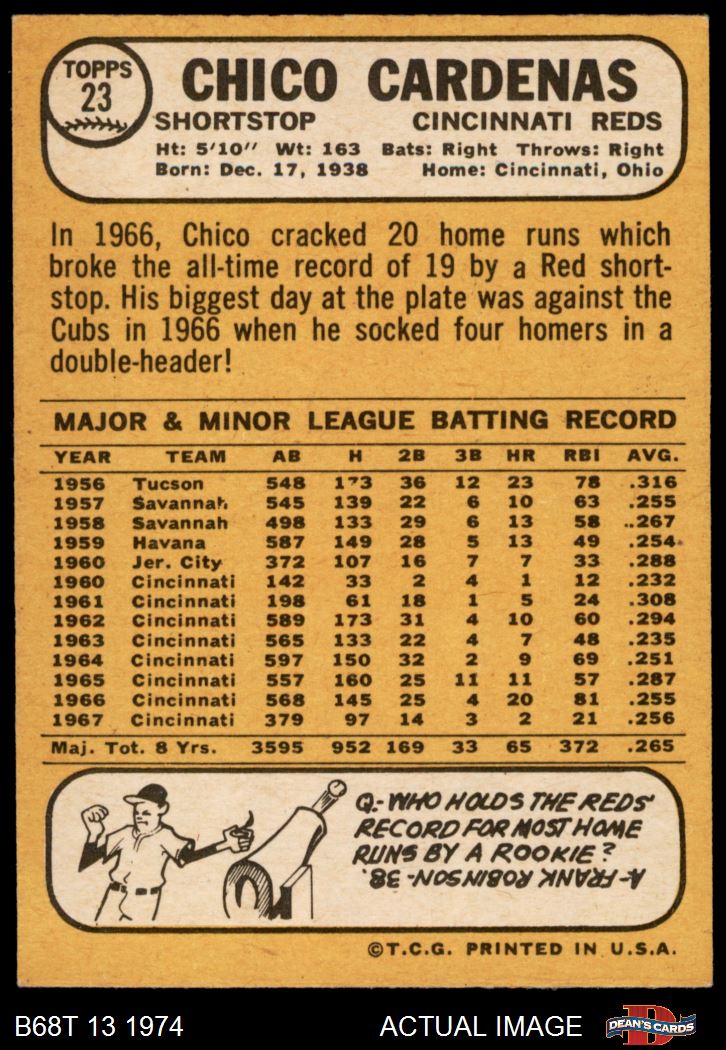 TOPPS
23
CHICO CARDENAS
SHORTSTOP CINCINNATI REDS
Ht: 5'10" Wt: 163 Bats: Right Throws: Right
Born: Dec. 17, 1938 Home: Cincinnati, Ohio
In 1966, Chico cracked 20 home runs which
broke the all-time record of 19 by a Red short-
stop. His biggest day at the plate was against the
Cubs in 1966 when he socked four homers in a
double-header!
MAJOR & MINOR LEAGUE BATTING RECORD
YEAR TEAM AB H 2B 3B HR RBI AVG.
1956 Tucson 548 173 36 12 23 78 .316
1957 Savannah 545 139 22 6 10 63 .255
1958 Savannah 498 133 29 6 13 58 .267
1959 Havana 587 149 28 5 13 49 .254
1960 Jer. City 372 107 16 7 7 33 .288
1960 Cincinnati 142 33 2 4 1 12 .232
1961 Cincinnati 198 61 18 1 5 24 .308
1962 Cincinnati 589 173 31 4 10 60 .294
1963 Cincinnati 565 133 22 4 7 48 .235
1964 Cincinnati 597 150 32 2 9 69 .251
1965 Cincinnati 557 160 25 11 11 57 .287
1966 Cincinnati 568 145 25 4 20 81 .255
1967 Cincinnati 379 97 14 3 2 21 .256
Maj. Tot. 8 Yrs. 3595 952 169 33 65 372 .265
Q.- WHO HOLDS THE REDS'
RECORD FOR MOST HOME
RUNS BY A ROOKIE?
A- FRANK ROBINSON - 38.
©T.C.G. PRINTED IN U.S.A.
B68T 13 1974 ACTUAL IMAGE D DEAN'S CARDS